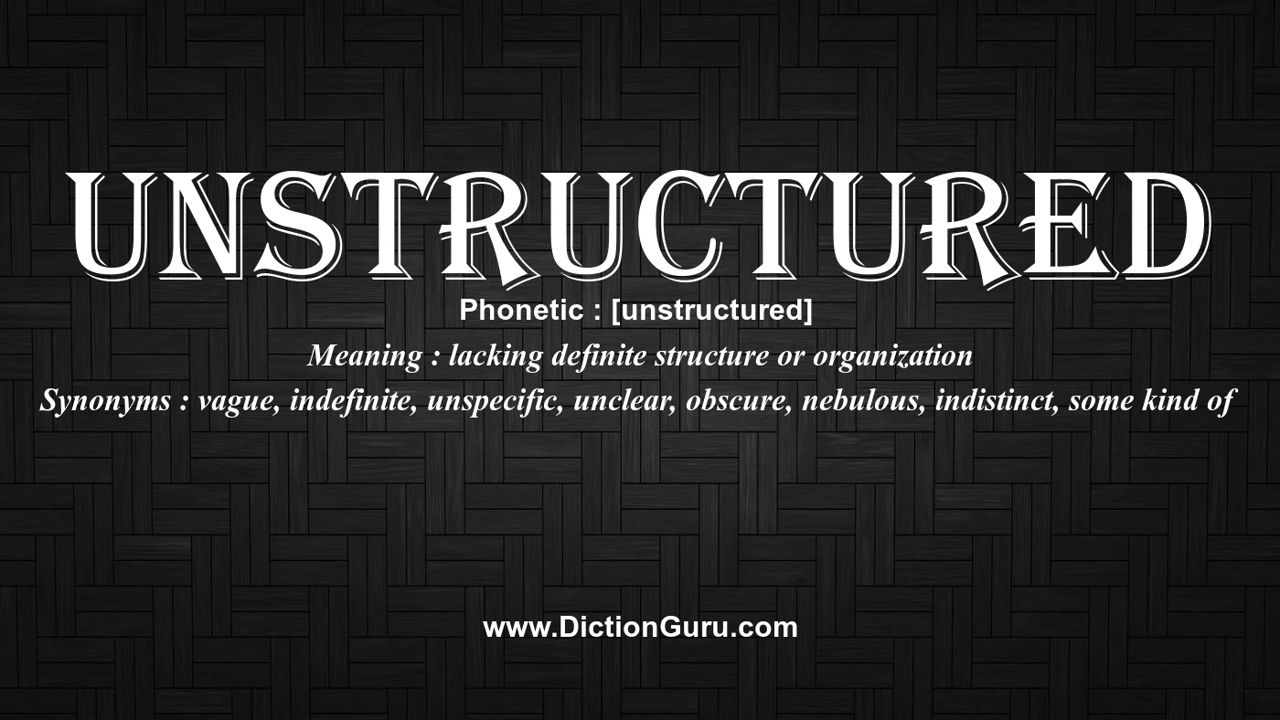 UNSTRUCTURED
Phonetic : [unstructured]
Meaning : lacking definite structure or organization
Synonyms : vague, indefinite, unspecific, unclear, obscure, nebulous, indistinct, some kind of
www.DictionGuru.com